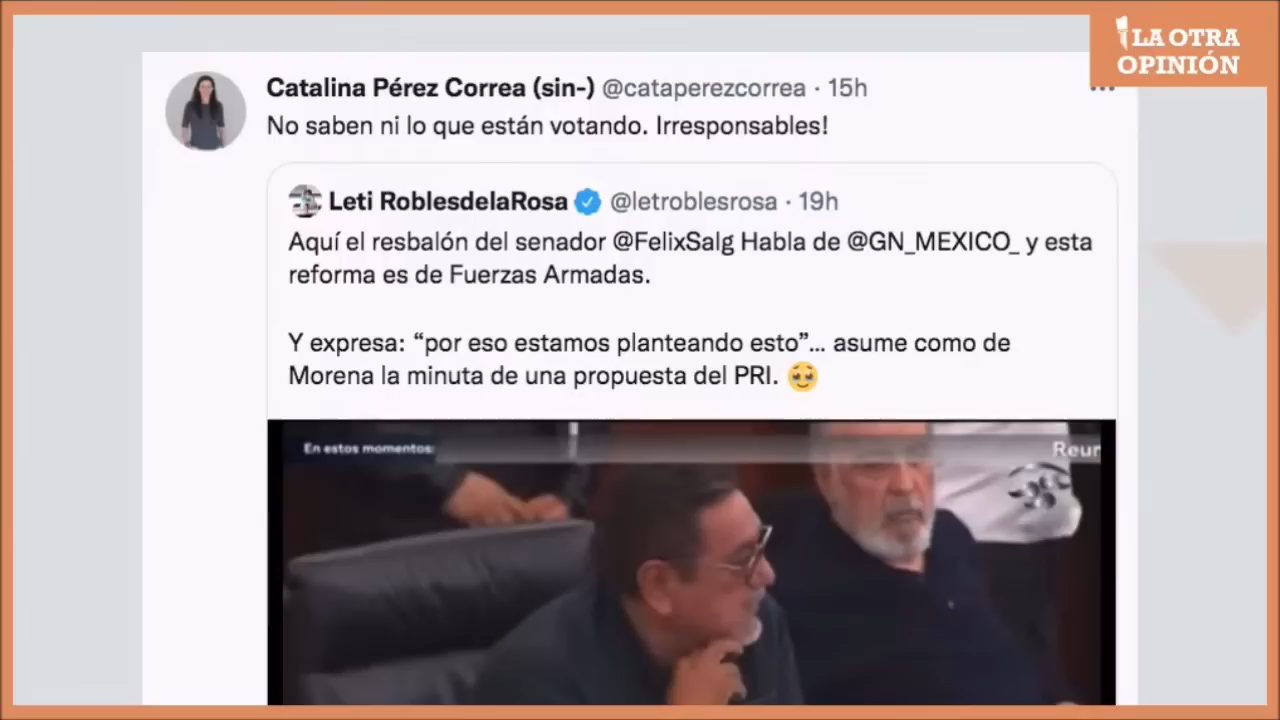 LA OTRA
OPINIÓN
Catalina Pérez Correa (sin-) @cataperezcorrea · 15h
No saben ni lo que están votando. Irresponsables!
Leti RoblesdelaRosa @letroblesrosa · 19h
Aquí el resbalón del senador @FelixSalg Habla de @GN_MEXICO_ y esta
reforma es de Fuerzas Armadas.
Y expresa: “por eso estamos planteando esto”... asume como de
Morena la minuta de una propuesta del PRI. 🥹
En estos momentos:
Reun